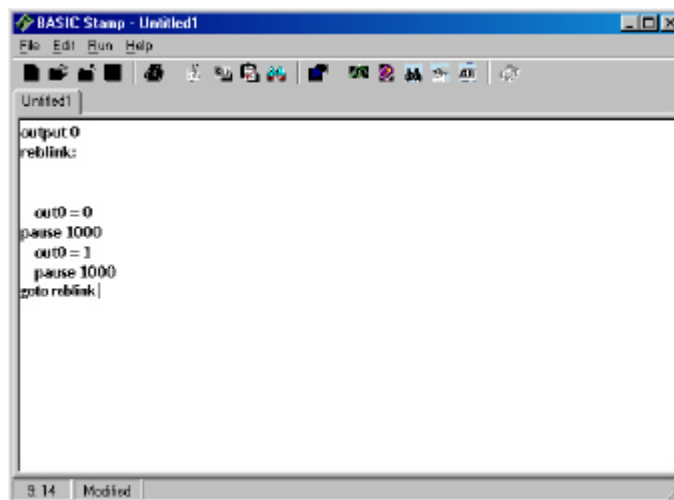 BASIC Stamp - Untitled1
File Edit Run Help
Untitled1
output 0
reblink:
out0 = 0
pause 1000
out0 = 1
pause 1000
goto reblink
9: 14 Modified